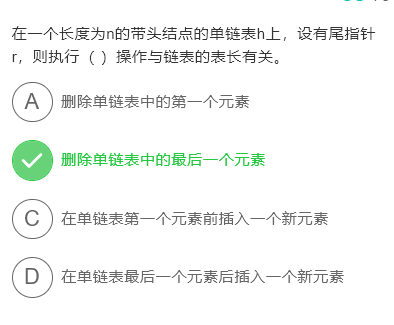 在一个长度为n的带头结点的单链表h上，设有尾指针
r，则执行（ ）操作与链表的表长有关。
A 删除单链表中的第一个元素
删除单链表中的最后一个元素
C 在单链表第一个元素前插入一个新元素
D 在单链表最后一个元素后插入一个新元素